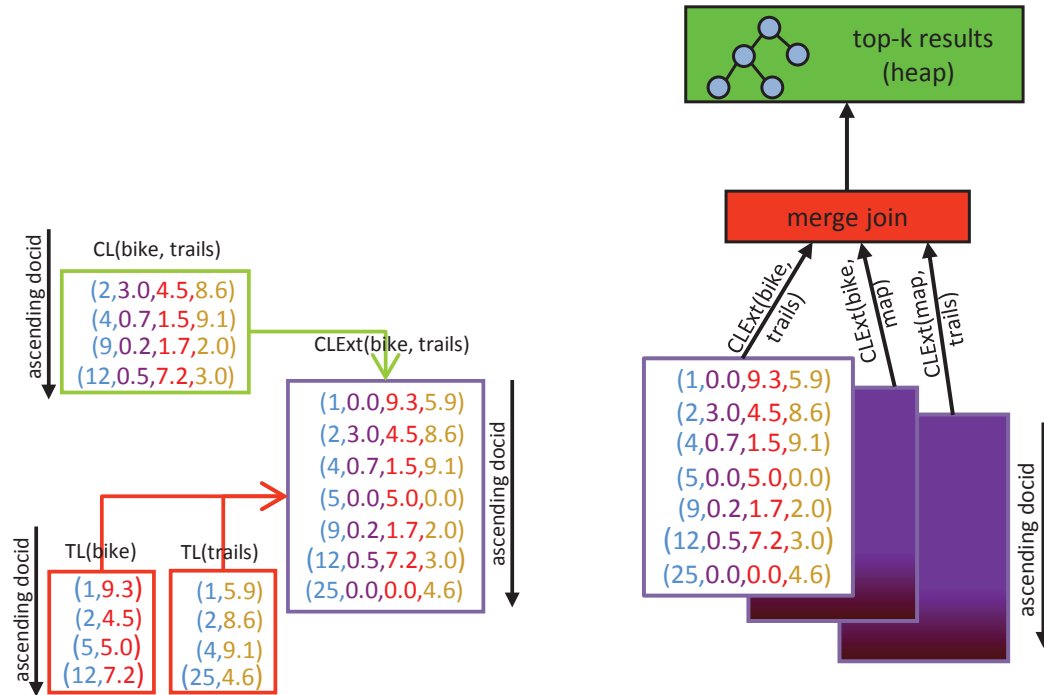 CL(bike, trails)
ascending docid
(2,3.0,4.5,8.6)
(4,0.7,1.5,9.1)
(9,0.2,1.7,2.0)
(12,0.5,7.2,3.0)
TL(bike)
ascending docid
(1,9.3)
(2,4.5)
(5,5.0)
(12,7.2)
TL(trails)
(1,5.9)
(2,8.6)
(4,9.1)
(25,4.6)
CLExt(bike, trails)
(1,0.0,9.3,5.9)
(2,3.0,4.5,8.6)
(4,0.7,1.5,9.1)
(5,0.0,5.0,0.0)
(9,0.2,1.7,2.0)
(12,0.5,7.2,3.0)
(25,0.0,0.0,4.6)
ascending docid
top-k results
(heap)
merge join
CLExt(bike,
trails)
CLExt(bike,
map)
CLExt(map,
trails)
(1,0.0,9.3,5.9)
(2,3.0,4.5,8.6)
(4,0.7,1.5,9.1)
(5,0.0,5.0,0.0)
(9,0.2,1.7,2.0)
(12,0.5,7.2,3.0)
(25,0.0,0.0,4.6)
ascending docid